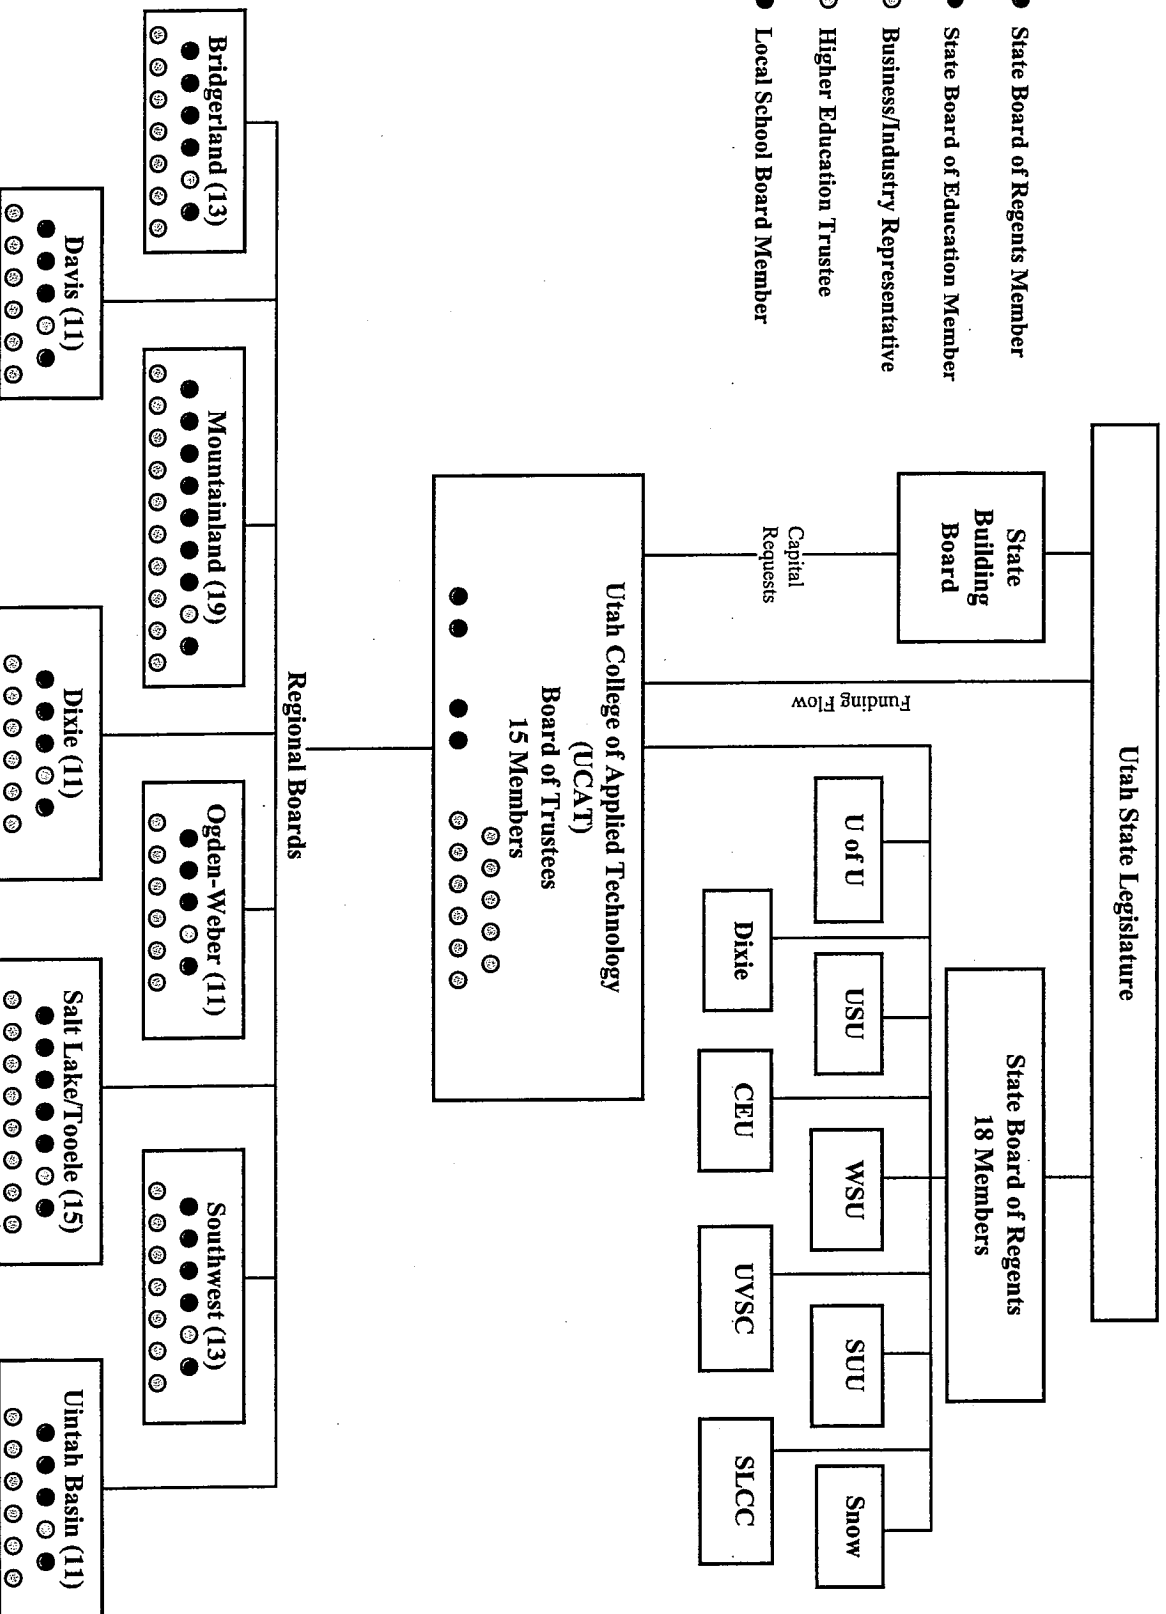 Utah State Legislature
State
Building
Board
State Board of Regents
18 Members
Capital
Requests
Funding Flow
U of U
USU
WSU
SUU
Snow
Dixie
CEU
UVSC
SLCC
State Board of Regents Member
State Board of Education Member
Business/Industry Representative
Higher Education Trustee
Local School Board Member
Utah College of Applied Technology
(UCAT)
Board of Trustees
15 Members
Regional Boards
Bridgerland (13)
Mountainland (19)
Ogden-Weber (11)
Southwest (13)
Davis (11)
Dixie (11)
Salt Lake/Tooele (15)
Uintah Basin (11)